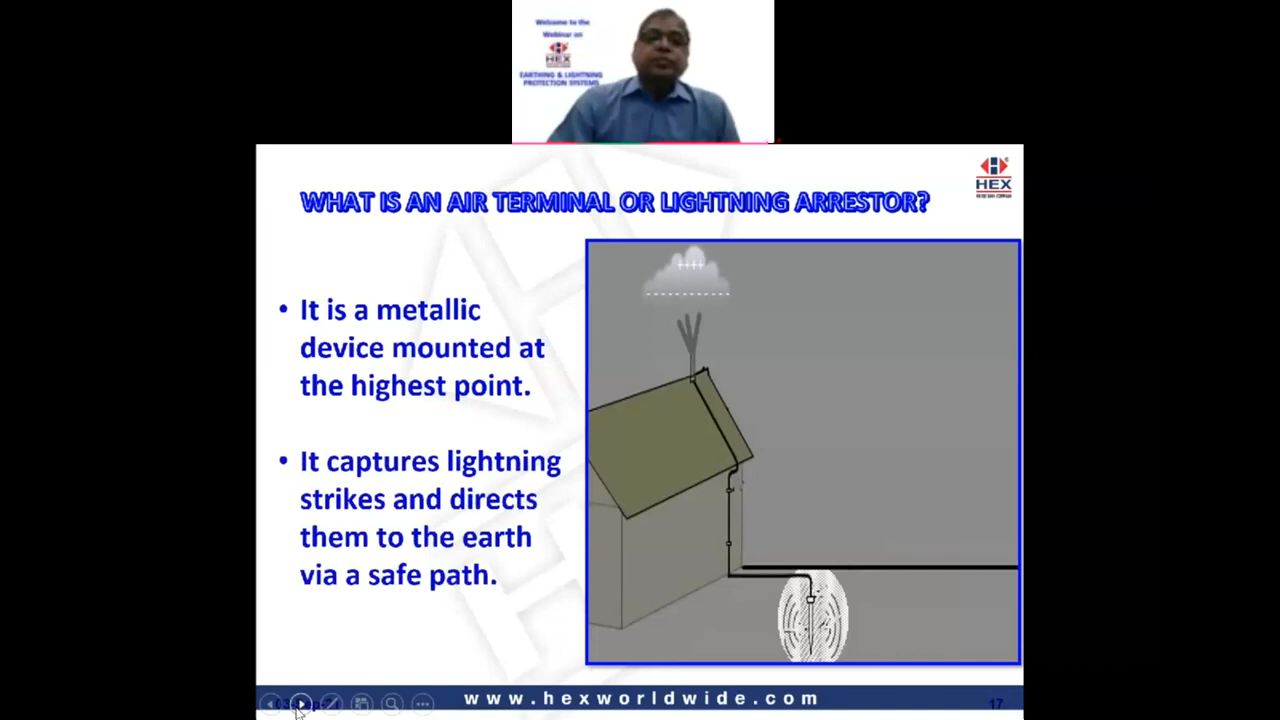 Welcome to the
Webinar on
HEX
EARTHING & LIGHTNING
PROTECTION SYSTEMS
HEX
WHAT IS AN AIR TERMINAL OR LIGHTNING ARRESTOR?
• It is a metallic
device mounted at
the highest point.
• It captures lightning
strikes and directs
them to the earth
via a safe path.
www.hexworldwide.com
17